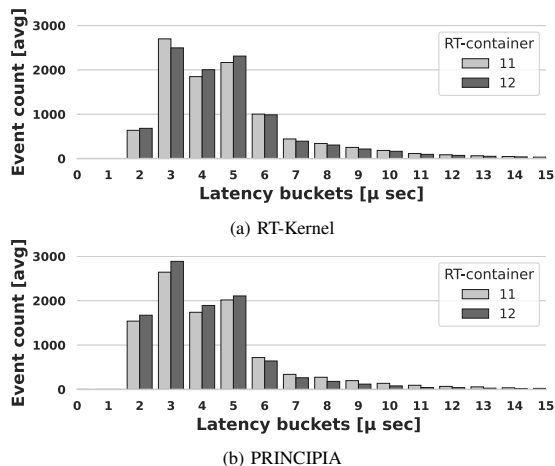 Event count [avg]
3000
2000
1000
0
RT-container
11
12
0 1 2 3 4 5 6 7 8 9 10 11 12 13 14 15
Latency buckets [μ sec]
(a) RT-Kernel
Event count [avg]
3000
2000
1000
0
RT-container
11
12
0 1 2 3 4 5 6 7 8 9 10 11 12 13 14 15
Latency buckets [μ sec]
(b) PRINCIPIA